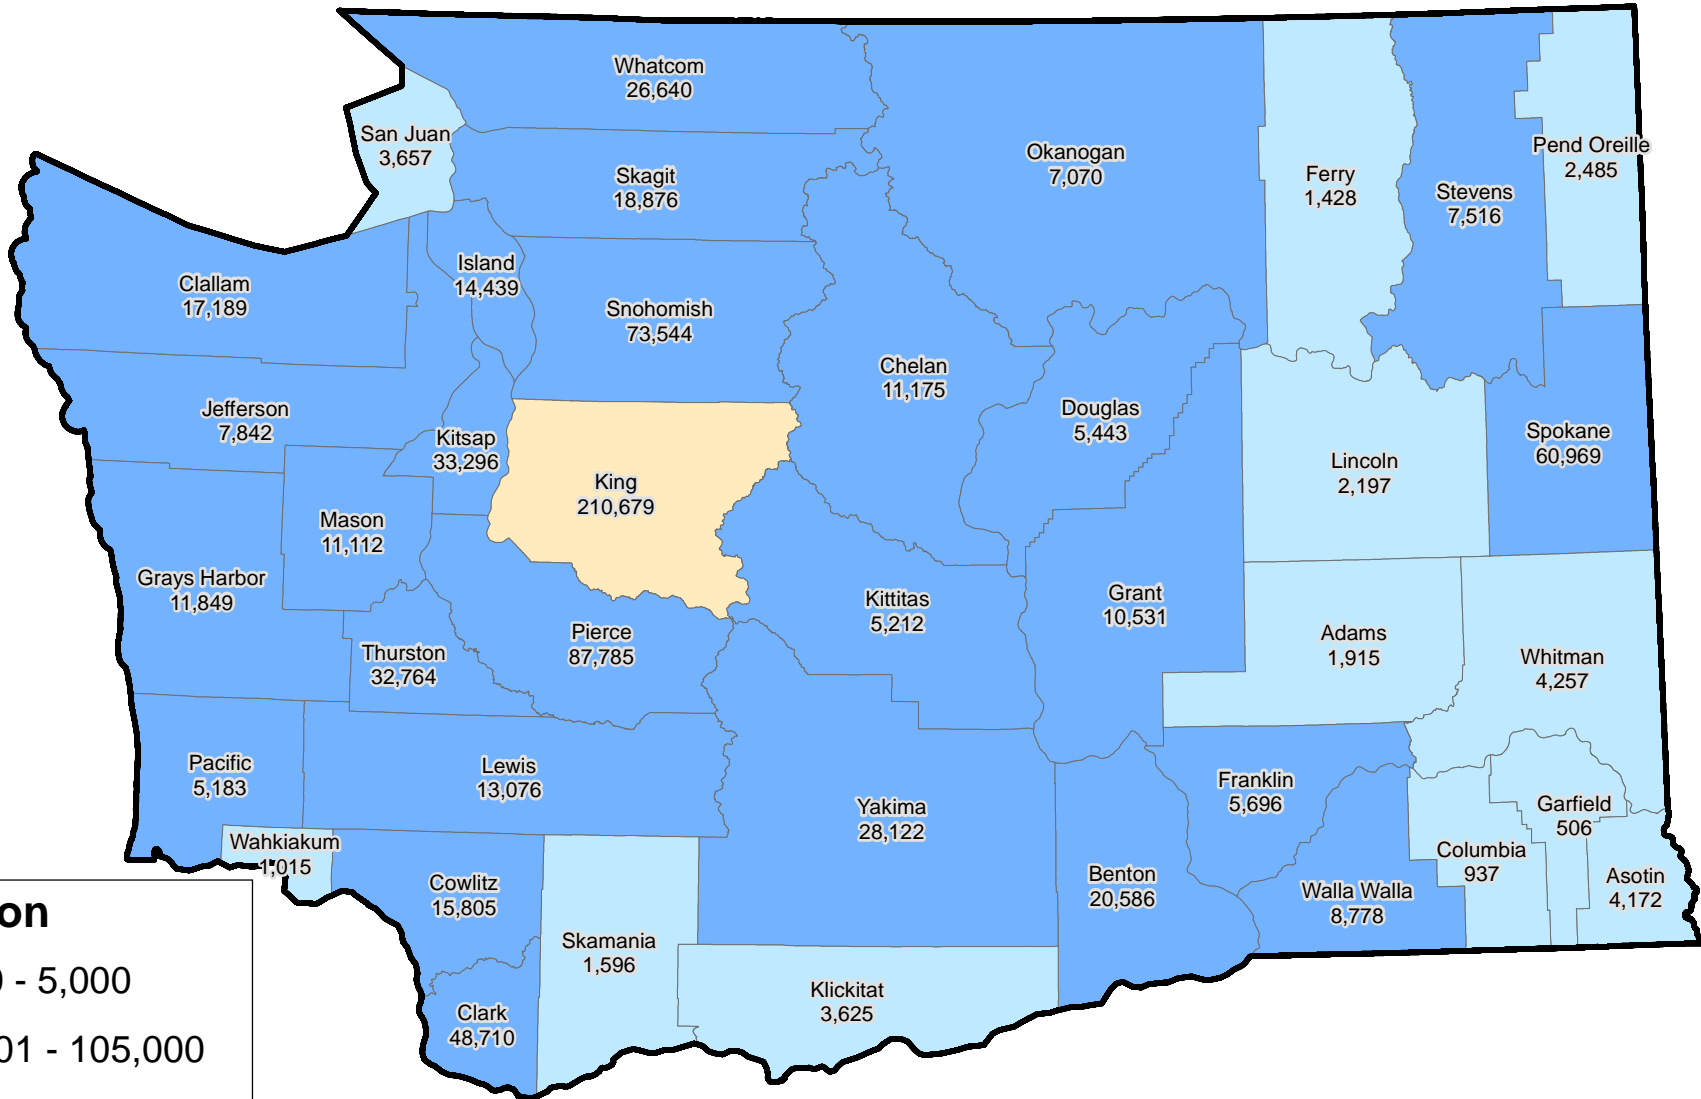 Whatcom
26,640
San Juan
3,657
Skagit
18,876
Okanogan
7,070
Ferry
1,428
Stevens
7,516
Pend Oreille
2,485
Clallam
17,189
Island
14,439
Snohomish
73,544
Chelan
11,175
Douglas
5,443
Jefferson
7,842
Kitsap
33,296
King
210,679
Lincoln
2,197
Spokane
60,969
Mason
11,112
Grays Harbor
11,849
Kittitas
5,212
Grant
10,531
Adams
1,915
Whitman
4,257
Thurston
32,764
Pierce
87,785
Pacific
5,183
Lewis
13,076
Yakima
28,122
Franklin
5,696
Garfield
506
Columbia
937
Asotin
4,172
Wahkiakum
1,015
Cowlitz
15,805
Benton
20,586
Walla Walla
8,778
Skamania
1,596
Klickitat
3,625
Clark
48,710
on
- 5,000
01 - 105,000